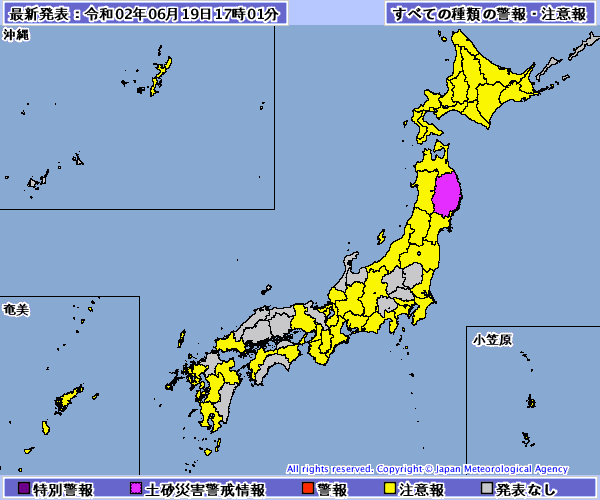 最新発表：令和02年06月19日17時01分
すべての種類の警報・注意報
沖縄
奄美
小笠原
All rights reserved. Copyright © Japan Meteorological Agency
特別警報
土砂災害警戒情報
警報
注意報
発表なし